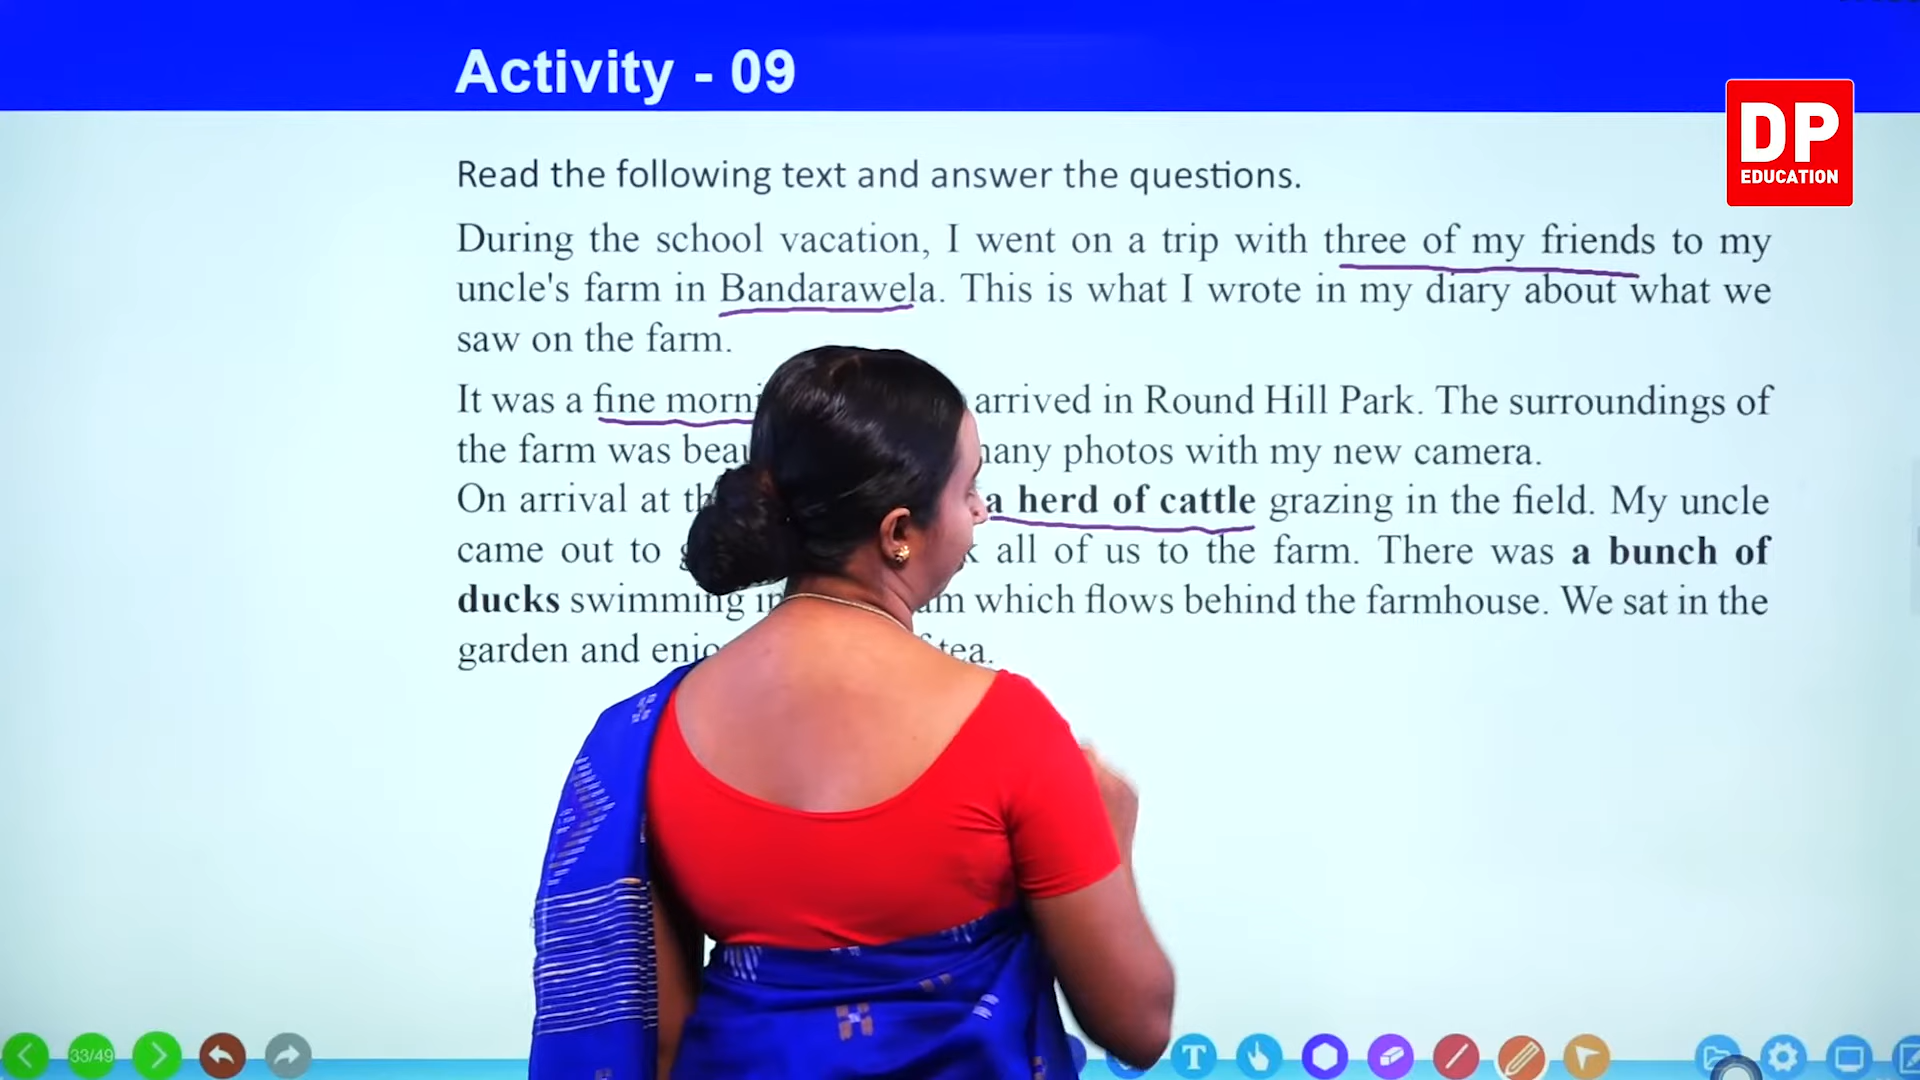 Activity - 09
DP
EDUCATION
Read the following text and answer the questions.
During the school vacation, I went on a trip with three of my friends to my
uncle's farm in Bandarawela. This is what I wrote in my diary about what we
saw on the farm.
It was a fine arrived in Round Hill Park. The surroundings of
the farm was photos with my new camera.
On arrival at a herd of cattle grazing in the field. My uncle
came out to all of us to the farm. There was a bunch of
ducks swimming which flows behind the farmhouse. We sat in the
garden and tea.
33/49
T